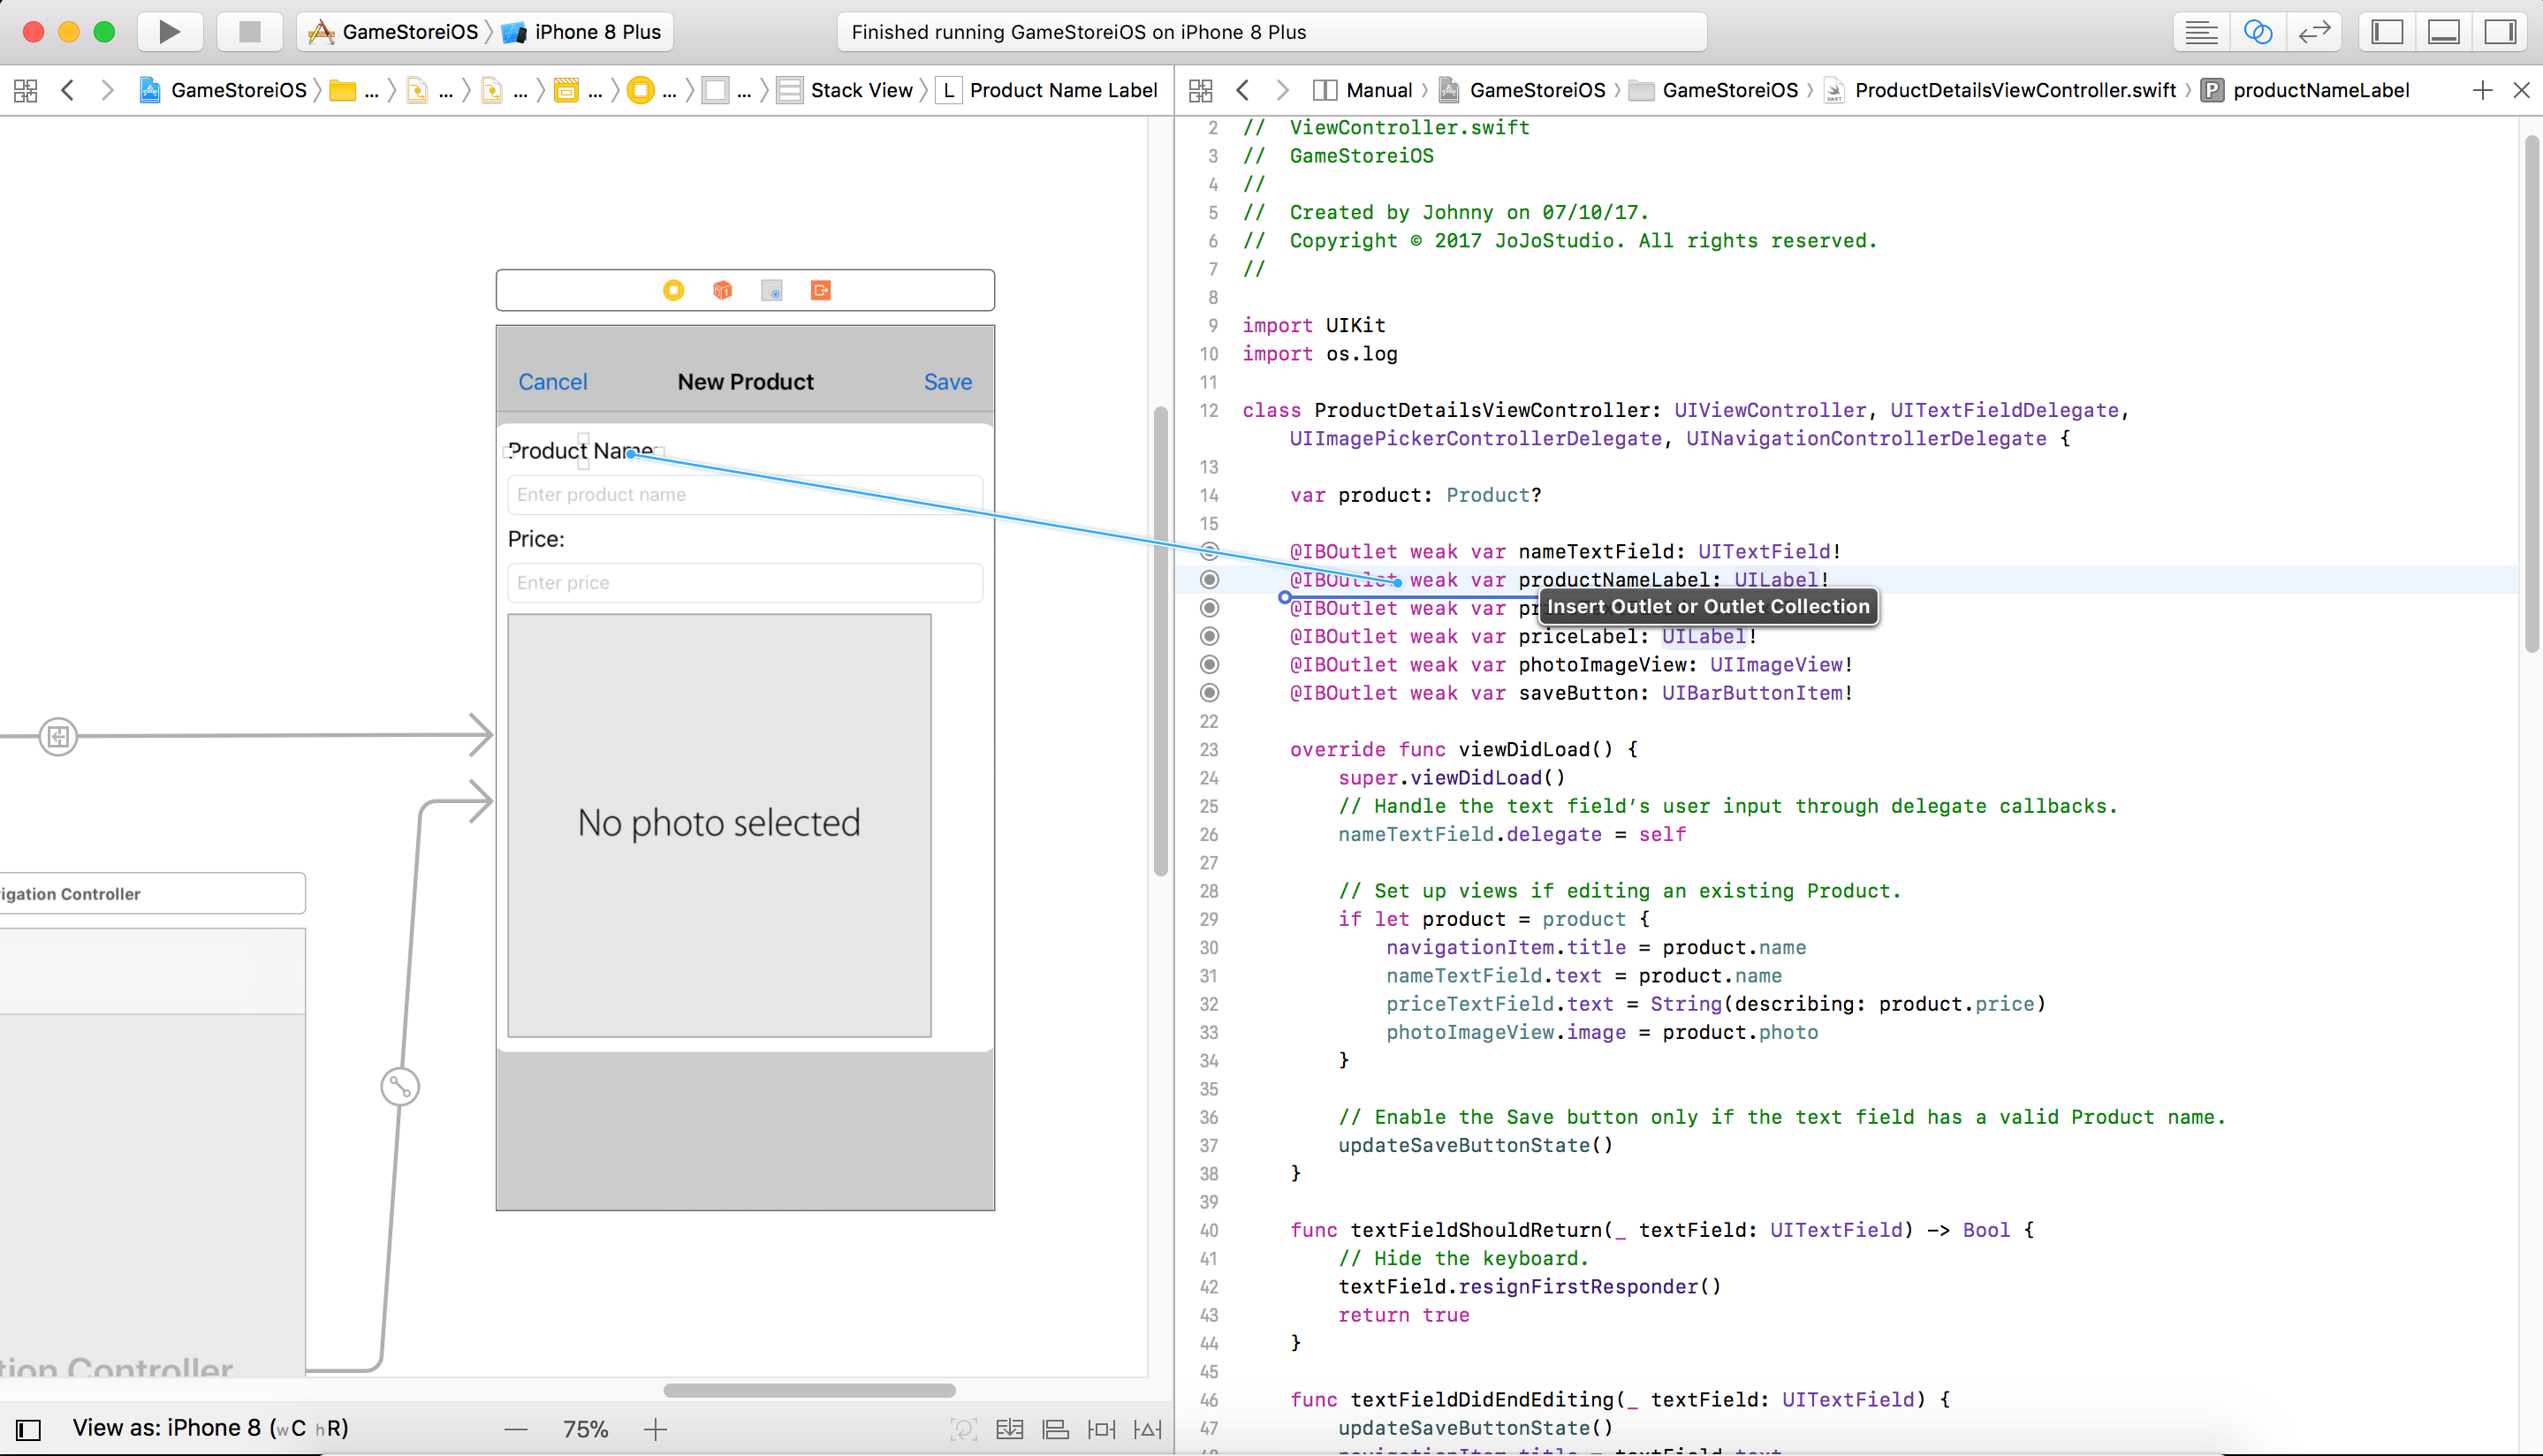 GameStoreiOS iPhone 8 Plus
Finished running GameStoreiOS on iPhone 8 Plus
GameStoreiOS ... ... ... ... ... ... Stack View L Product Name Label
Manual GameStoreiOS GameStoreiOS ProductDetailsViewController.swift P productNameLabel
Cancel New Product Save
Product Name:
Enter product name
Price:
Enter price
No photo selected
igation Controller
tion Controller
View as: iPhone 8 (wC hR)
75%
2 // ViewController.swift
3 // GameStoreiOS
4 //
5 // Created by Johnny on 07/10/17.
6 // Copyright © 2017 JoJoStudio. All rights reserved.
7 //
8
9 import UIKit
10 import os.log
11
12 class ProductDetailsViewController: UIViewController, UITextFieldDelegate,
UIImagePickerControllerDelegate, UINavigationControllerDelegate {
13
14 var product: Product?
15
@IBOutlet weak var nameTextField: UITextField!
@IBOutlet weak var productNameLabel: UILabel!
@IBOutlet weak var pr
Insert Outlet or Outlet Collection
@IBOutlet weak var priceLabel: UILabel!
@IBOutlet weak var photoImageView: UIImageView!
@IBOutlet weak var saveButton: UIBarButtonItem!
22
23 override func viewDidLoad() {
24 super.viewDidLoad()
25 // Handle the text field’s user input through delegate callbacks.
26 nameTextField.delegate = self
27
28 // Set up views if editing an existing Product.
29 if let product = product {
30 navigationItem.title = product.name
31 nameTextField.text = product.name
32 priceTextField.text = String(describing: product.price)
33 photoImageView.image = product.photo
34 }
35
36 // Enable the Save button only if the text field has a valid Product name.
37 updateSaveButtonState()
38 }
39
40 func textFieldShouldReturn(_ textField: UITextField) -> Bool {
41 // Hide the keyboard.
42 textField.resignFirstResponder()
43 return true
44 }
45
46 func textFieldDidEndEditing(_ textField: UITextField) {
47 updateSaveButtonState()